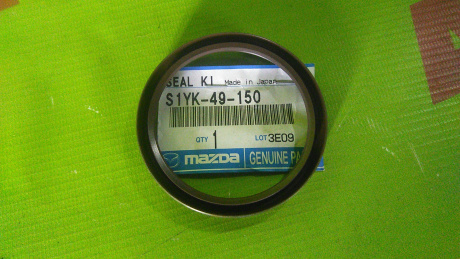 SEAL KI Made in Japan
S1YK-49-150
QTY 1 LOT 3E09
mazda GENUINE PA